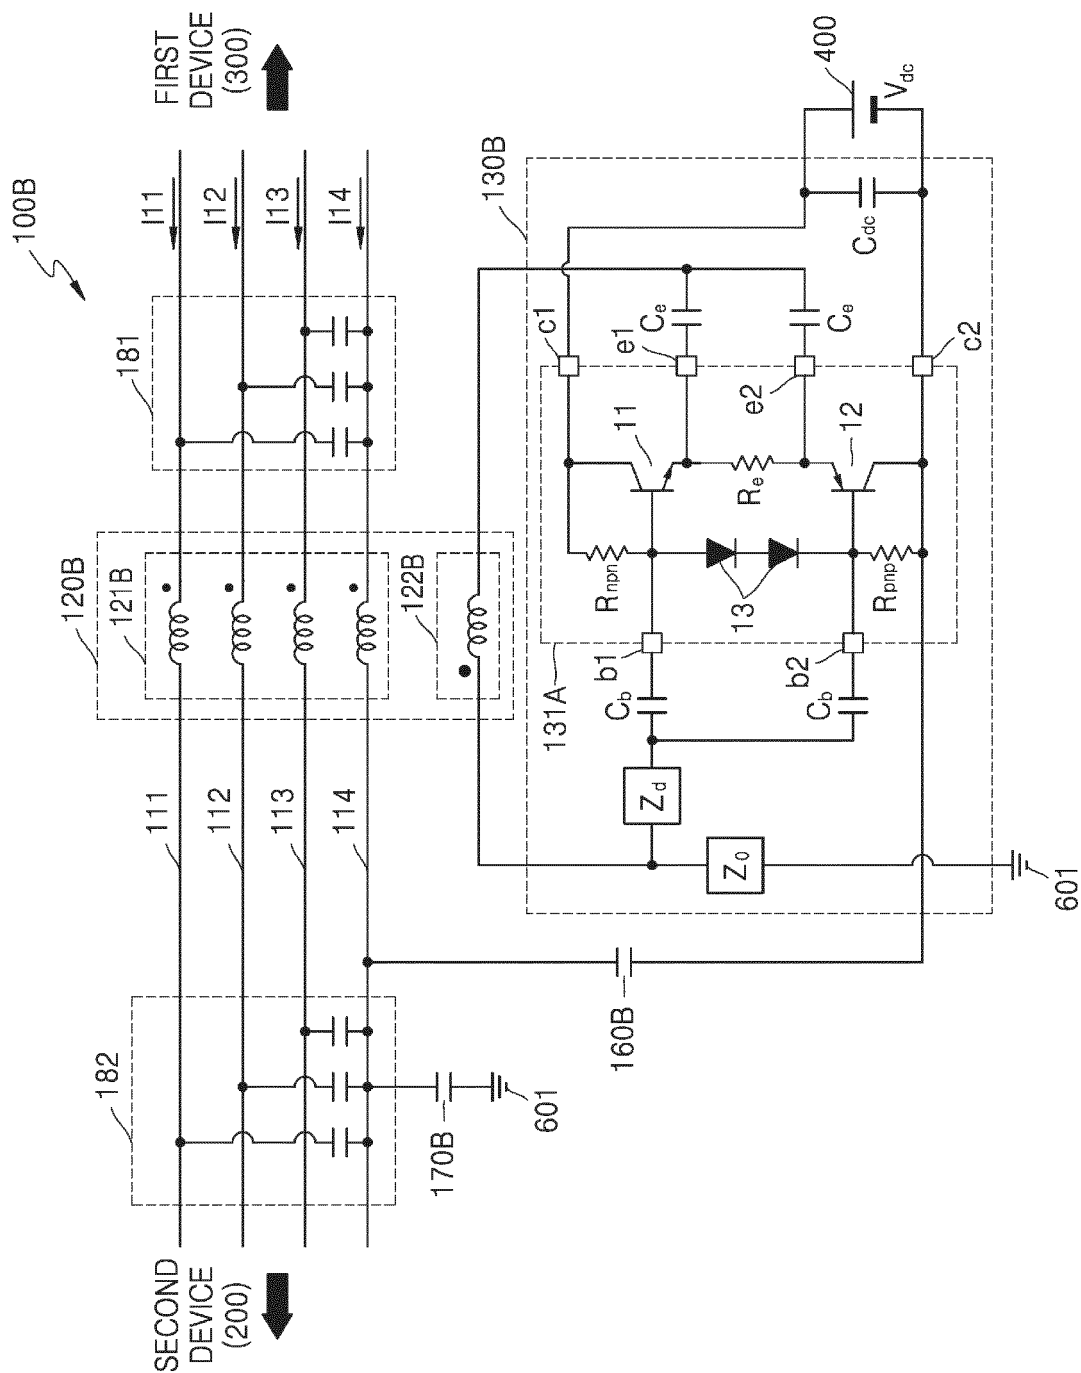 100B
SECOND
DEVICE
(200)
FIRST
DEVICE
(300)
182
120B
121B
181
111
112
113
114
I11
I12
I13
I14
170B
601
122B
160B
130B
131A
b1
Cb
b2
Cb
Zd
Zo
601
Rnpn
Rpnp
13
11
12
Re
c1
e1
e2
c2
Ce
Ce
Cdc
400
Vdc